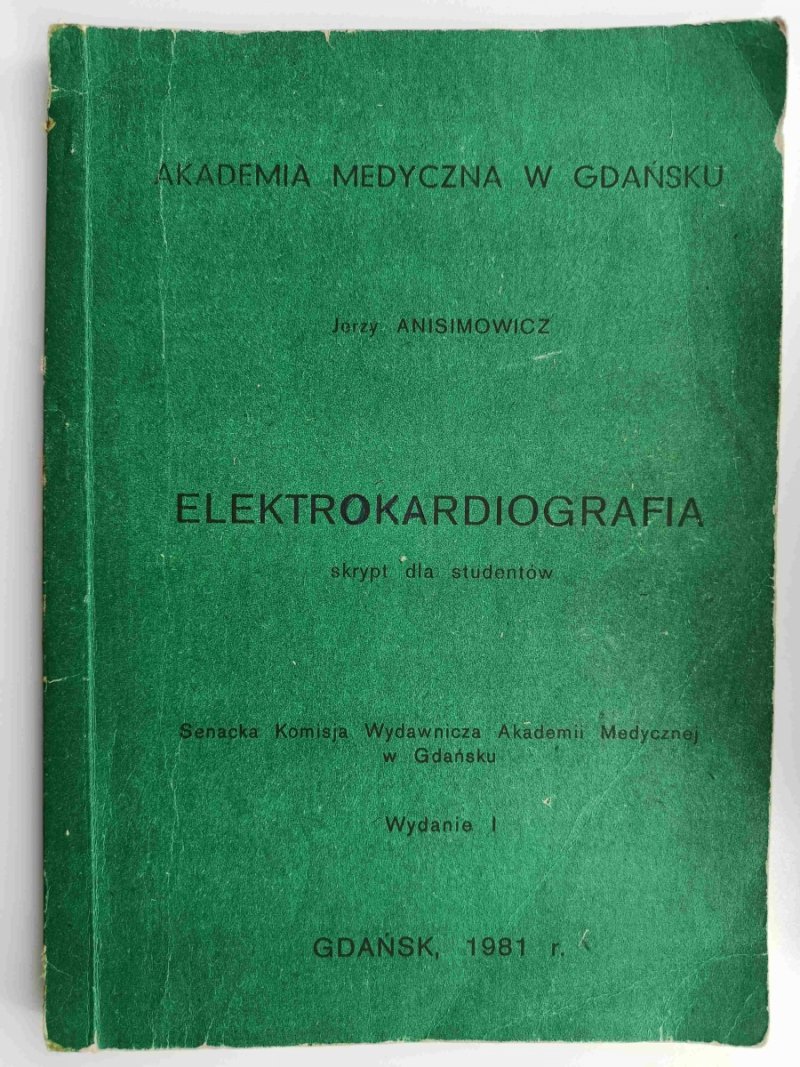 AKADEMIA MEDYCZNA W GDAŃSKU
Jerzy ANISIMOWICZ
ELEKTROKARDIOGRAFIA
skrypt dla studentów
Senacka Komisja Wydawnicza Akademii Medycznej
w Gdańsku
Wydanie I
GDAŃSK, 1981 r.